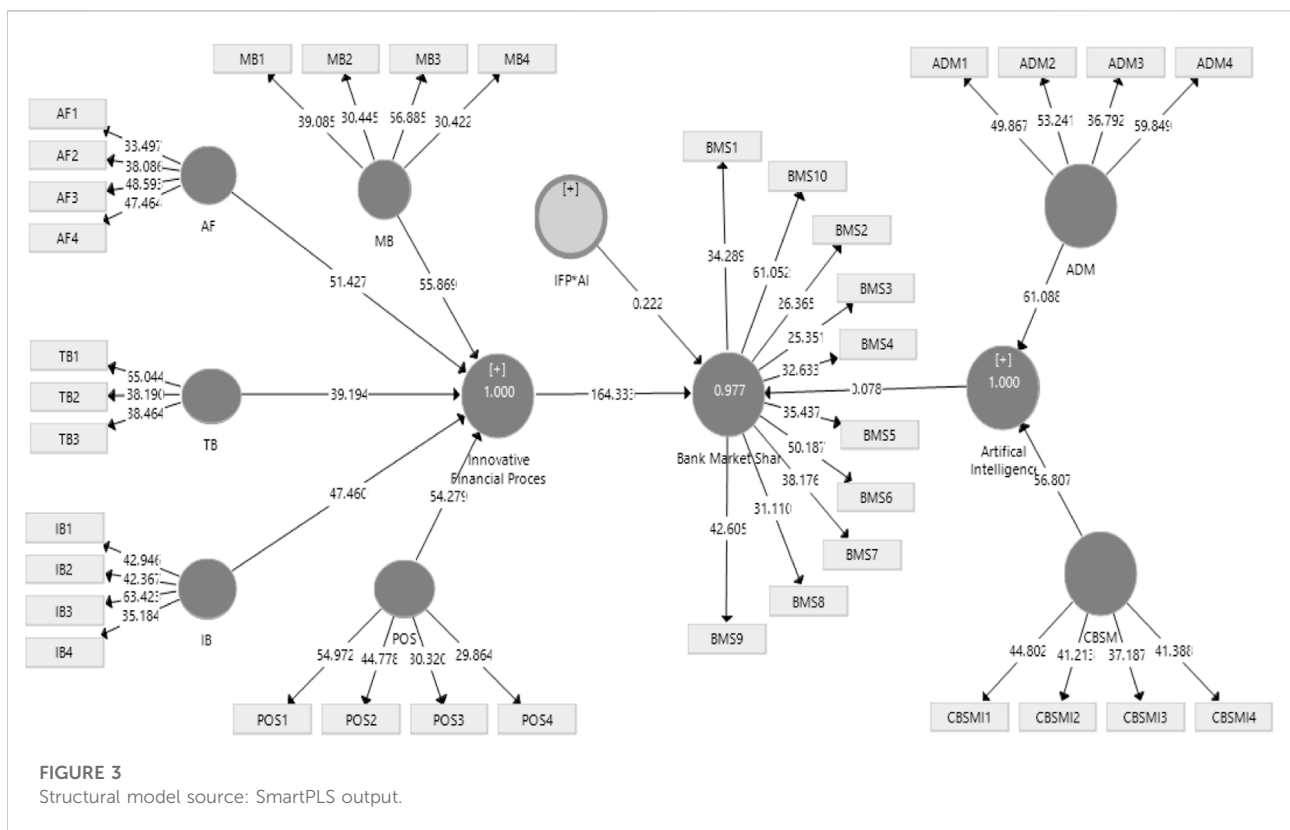 MB1
MB2
MB3
MB4
39.085
30.445
56.885
30.422
MB
AF1
AF2
AF3
AF4
33.497
38.086
48.593
47.464
AF
51.427
55.869
TB1
TB2
TB3
38.190
38.464
TB
39.194
IB1
IB2
IB3
IB4
42.946
42.367
63.423
35.184
IB
47.460
POS
54.279
54.972
44.778
30.320
29.864
POS1
POS2
POS3
POS4
[+]
1.000
Innovative
Financial Proces
164.333
[+]
IFP*AI
0.222
0.977
Bank Market Shar
BMS1
BMS10
BMS2
BMS3
BMS4
BMS5
BMS6
BMS7
BMS8
BMS9
34.289
61.052
26.365
25.351
32.633
35.437
50.187
38.176
31.110
42.605
0.078
[+]
1.000
Artifical
Intelligence
ADM1
ADM2
ADM3
ADM4
49.867
53.241
36.792
59.849
ADM
61.088
56.807
CBSM
44.802
41.213
37.187
41.388
CBSMI1
CBSMI2
CBSMI3
CBSMI4
FIGURE 3
Structural model source: SmartPLS output.